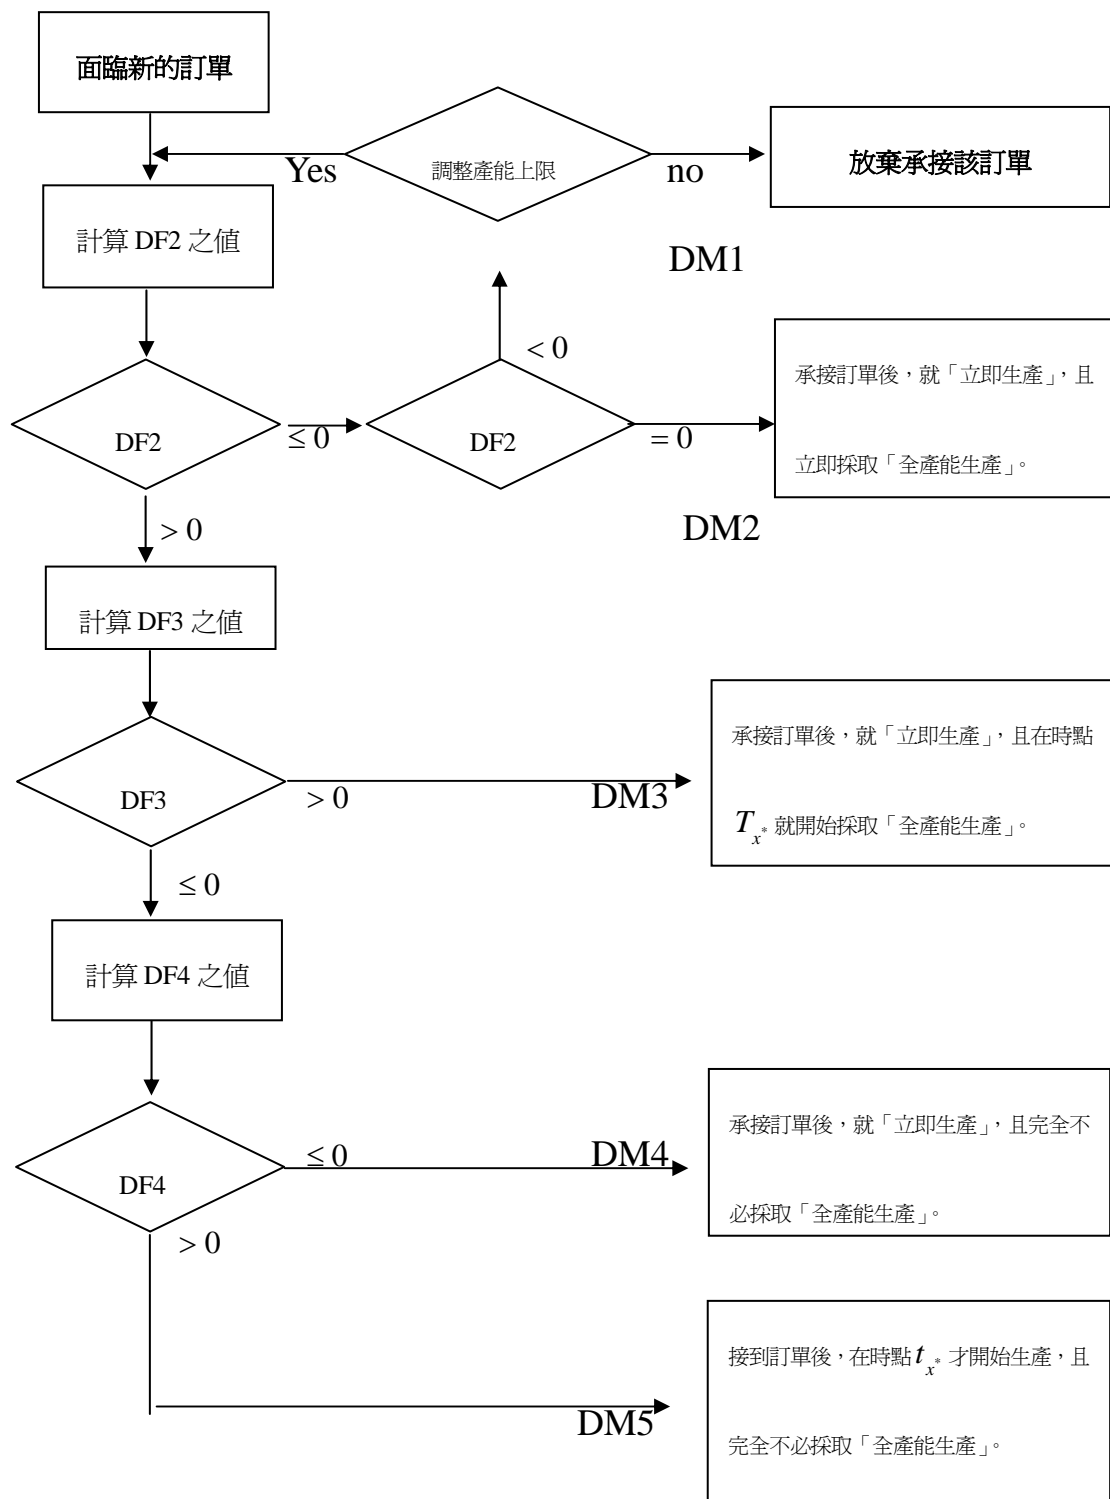 面臨新的訂單
調整產能上限
Yes
no
放棄承接該訂單
計算 DF2 之值
DM1
< 0
DF2
≤ 0
DF2
= 0
承接訂單後，就「立即生產」，且
立即採取「全產能生產」。
DM2
> 0
計算 DF3 之值
DF3
> 0
DM3
承接訂單後，就「立即生產」，且在時點
T_{x^*} 就開始採取「全產能生產」。
≤ 0
計算 DF4 之值
DF4
≤ 0
DM4
承接訂單後，就「立即生產」，且完全不
必採取「全產能生產」。
> 0
DM5
接到訂單後，在時點 t_{x^*} 才開始生產，且
完全不必採取「全產能生產」。